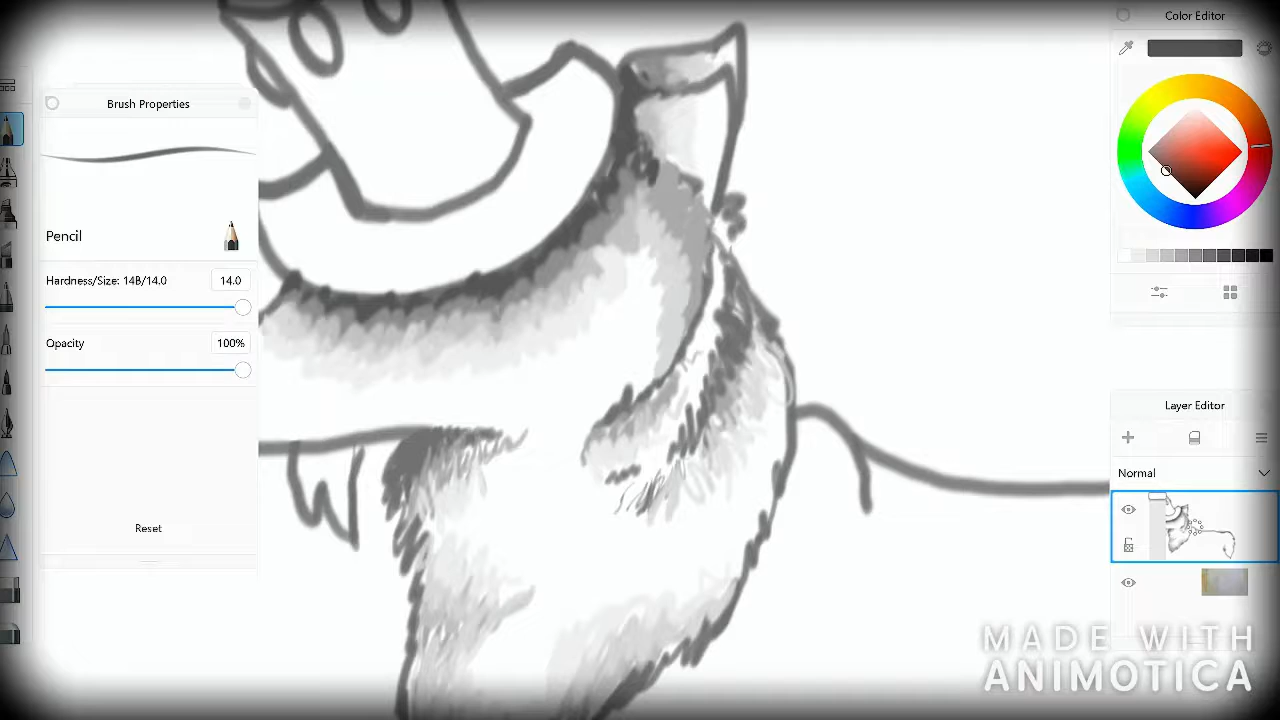 Color Editor
Brush Properties
Pencil
Hardness/Size: 14B/14.0 14.0
Opacity 100%
Reset
Layer Editor
Normal
MADE WITH
ANIMOTICA